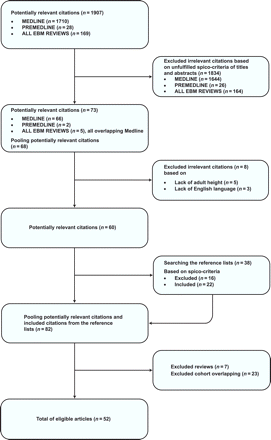 Potentially relevant citations (n = 1907)
• MEDLINE (n = 1710)
• PREMEDLINE (n = 28)
• ALL EBM REVIEWS (n = 169)
Excluded irrelevant citations based
on unfulfilled spico-criteria of titles
and abstracts (n = 1834)
• MEDLINE (n = 1644)
• PREMEDLINE (n = 26)
• ALL EBM REVIEWS (n = 164)
Potentially relevant citations (n = 73)
• MEDLINE (n = 66)
• PREMEDLINE (n = 2)
• ALL EBM REVIEWS (n = 5), all overlapping Medline
Pooling potentially relevant citations
(n = 68)
Excluded irrelevant citations (n = 8)
based on
• Lack of adult height (n = 5)
• Lack of English language (n = 3)
Potentially relevant citations (n = 60)
Searching the reference lists (n = 38)
Based on spico-criteria
• Excluded (n = 16)
• Included (n = 22)
Pooling potentially relevant citations and
included citations from the reference
lists (n = 82)
Excluded reviews (n = 7)
Excluded cohort overlapping (n = 23)
Total of eligible articles (n = 52)